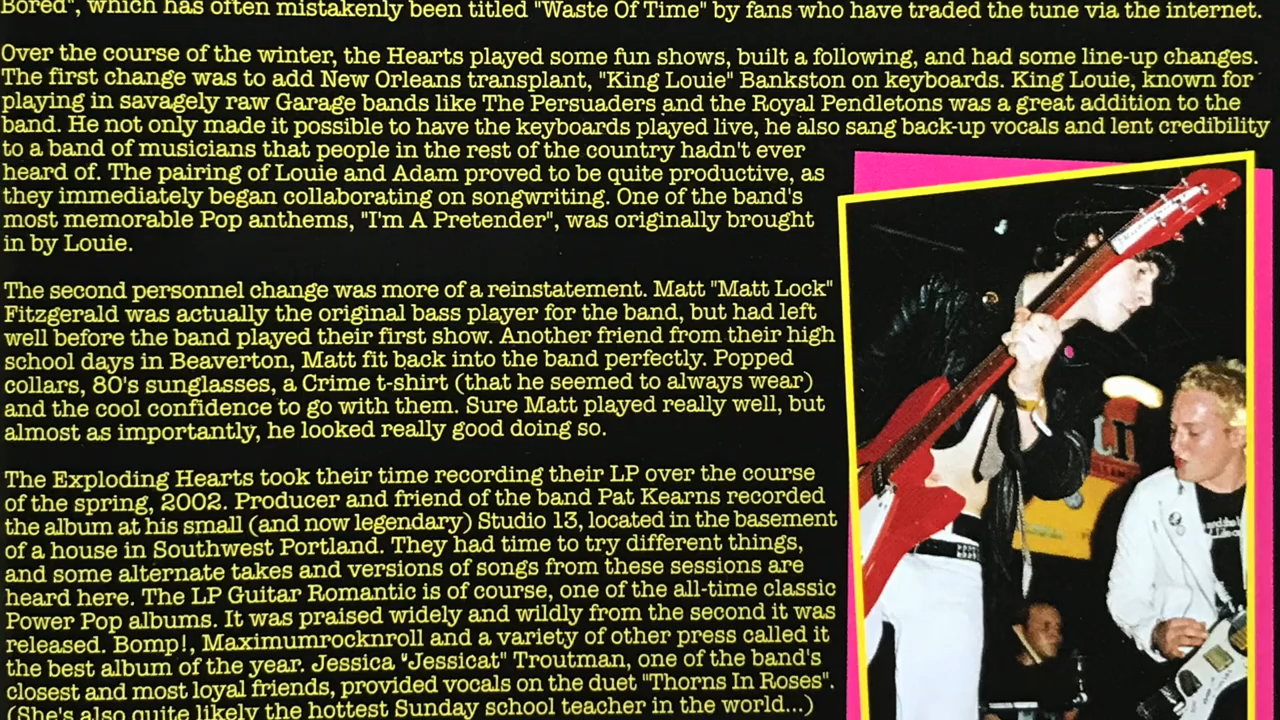 Bored", which has often mistakenly been titled "Waste Of Time" by fans who have traded the tune via the internet.
Over the course of the winter, the Hearts played some fun shows, built a following, and had some line-up changes.
The first change was to add New Orleans transplant, "King Louie" Bankston on keyboards. King Louie, known for
playing in savagely raw Garage bands like The Persuaders and the Royal Pendletons was a great addition to the
band. He not only made it possible to have the keyboards played live, he also sang back-up vocals and lent credibility
to a band of musicians that people in the rest of the country hadn't ever
heard of. The pairing of Louie and Adam proved to be quite productive, as
they immediately began collaborating on songwriting. One of the band's
most memorable Pop anthems, "I'm A Pretender", was originally brought
in by Louie.
The second personnel change was more of a reinstatement. Matt "Matt Lock"
Fitzgerald was actually the original bass player for the band, but had left
well before the band played their first show. Another friend from their high
school days in Beaverton, Matt fit back into the band perfectly. Popped
collars, 80's sunglasses, a Crime t-shirt (that he seemed to always wear)
and the cool confidence to go with them. Sure Matt played really well, but
almost as importantly, he looked really good doing so.
The Exploding Hearts took their time recording their LP over the course
of the spring, 2002. Producer and friend of the band Pat Kearns recorded
the album at his small (and now legendary) Studio 13, located in the basement
of a house in Southwest Portland. They had time to try different things,
and some alternate takes and versions of songs from these sessions are
heard here. The LP Guitar Romantic is of course, one of the all-time classic
Power Pop albums. It was praised widely and wildly from the second it was
released. Bomp!, Maximumrocknroll and a variety of other press called it
the best album of the year. Jessica "Jessicat" Troutman, one of the band's
closest and most loyal friends, provided vocals on the duet "Thorns In Roses".
(She's also quite likely the hottest Sunday school teacher in the world...)